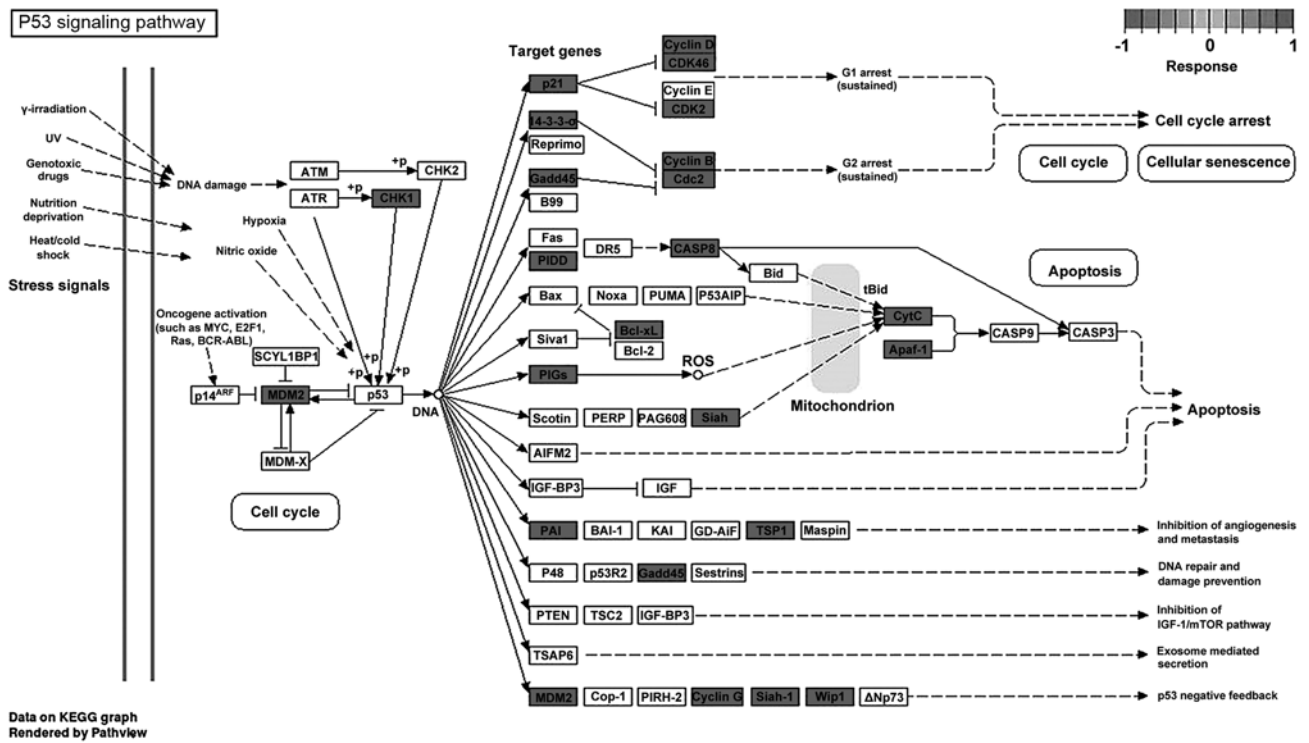 P53 signaling pathway
-1 0 1
Response
Target genes
Stress signals
γ-irradiation
UV
Genotoxic
drugs
Nutrition
deprivation
Heat/cold
shock
DNA damage
ATM
+p
CHK2
ATR
+p
CHK1
Hypoxia
Nitric oxide
Oncogene activation
(such as MYC, E2F1,
Ras, BCR-ABL)
SCYL1BP1
p14ARF
MDM2
+p
+p
+p
p53
DNA
MDM-X
Cell cycle
p21
Cyclin D
CDK46
Cyclin E
CDK2
G1 arrest
(sustained)
14-3-3-σ
Reprimo
Gadd45
B99
Cyclin B
Cdc2
G2 arrest
(sustained)
Cell cycle arrest
Cell cycle
Cellular senescence
Fas
PIDD
DR5
CASP8
Bid
tBid
Apoptosis
Bax
Noxa
PUMA
P53AIP
CytC
Siva1
Bcl-xL
Bcl-2
Apaf-1
CASP9
CASP3
PIGs
ROS
Mitochondrion
Scotin
PERP
PAG608
Siah
Apoptosis
AIFM2
IGF-BP3
IGF
PAI
BAI-1
KAI
GD-AiF
TSP1
Maspin
Inhibition of angiogenesis
and metastasis
P48
p53R2
Gadd45
Sestrins
DNA repair and
damage prevention
PTEN
TSC2
IGF-BP3
Inhibition of
IGF-1/mTOR pathway
TSAP6
Exosome mediated
secretion
MDM2
Cop-1
PIRH-2
Cyclin G
Siah-1
Wip1
ΔNp73
p53 negative feedback
Data on KEGG graph
Rendered by Pathview